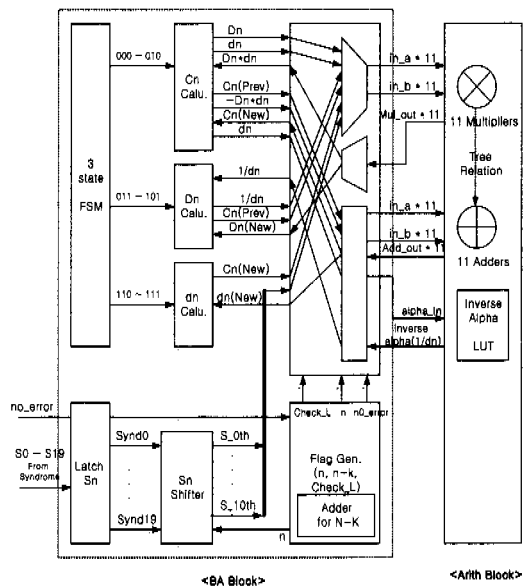 3
state
FSM
000 - 010
011 - 101
110 ~ 111
Cn
Calu.
Dn
Calu.
dn
Calu.
Dn
dn
Dn*dn
Cn(Prev)
-Dn*dn
Cn(New)
dn
1/dn
1/dn
Cn(Prev)
Dn(New)
Cn(New)
dn(New)
in_a * 11
in_b * 11
Mul_out * 11
in_a * 11
in_b * 11
Add_out * 11
alpha_in
Inverse
alpha(1/dn)
11 Multipliers
Tree
Relation
11 Adders
Inverse
Alpha
LUT
no_error
S0 - S19
From
Syndrome
Latch
Sn
Synd0
Synd19
Sn
Shifter
S_0th
S_10th
n
Check_L n n0_error
Flag Gen.
(n, n-k,
Check_L)
Adder
for N-K
<BA Block>
<Arith Block>